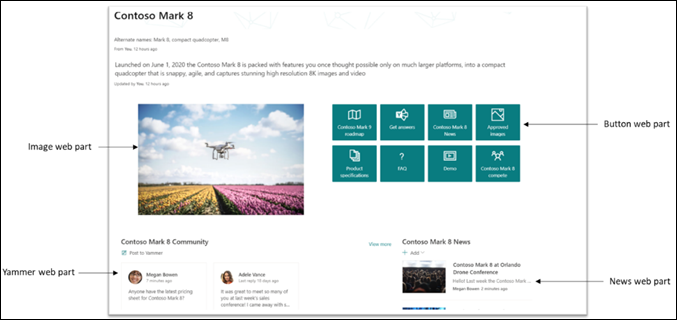 Contoso Mark 8
Alternate names: Mark 8, compact quadcopter, M8
From You, 12 hours ago
Launched on June 1, 2020 the Contoso Mark 8 is packed with features you once thought possible only on much larger platforms, into a compact
quadcopter that is snappy, agile, and captures stunning high resolution 8K images and video
Updated by You, 12 hours ago
Image web part
Contoso Mark 9
roadmap
Get answers
Contoso Mark 8
News
Approved
images
Button web part
Product
specifications
FAQ
Demo
Contoso Mark 8
compete
Contoso Mark 8 Community
View more
Post to Yammer
Yammer web part
Megan Bowen
7 minutes ago
Anyone have the latest pricing
sheet for Contoso Mark 8?
Adele Vance
Last reply 10 days ago
It was great to meet so many of
you at last week's sales
conference! I came away with s...
Contoso Mark 8 News
+ Add
Contoso Mark 8 at Orlando
Drone Conference
Hello! Last week the Contoso Mark ...
Megan Bowen 2 minutes ago
News web part